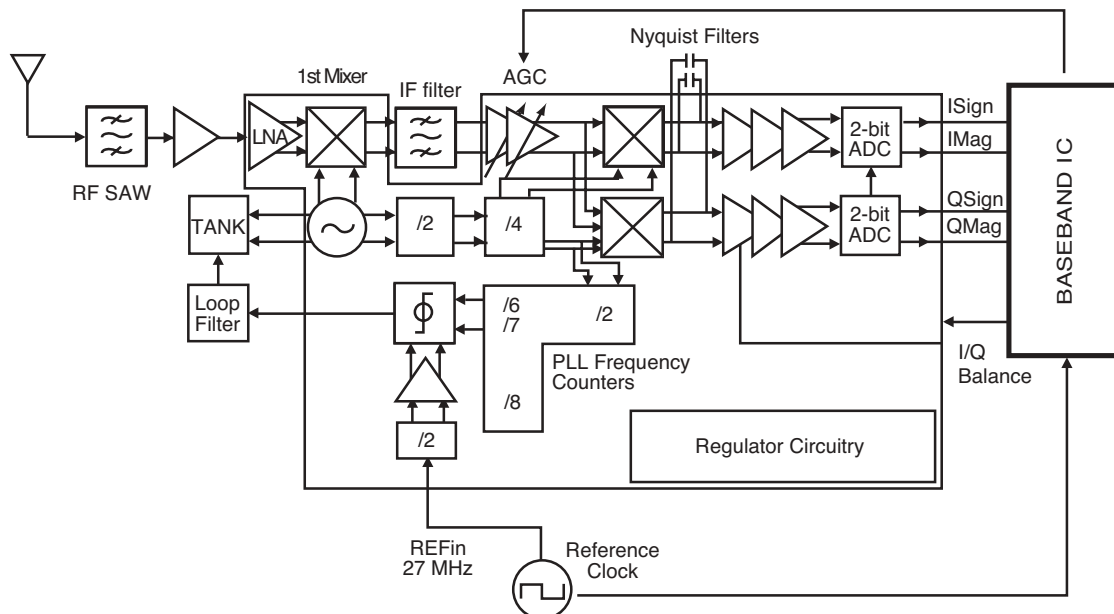 Nyquist Filters
1st Mixer
AGC
IF filter
LNA
RF SAW
2-bit
ADC
ISign
IMag
BASEBAND IC
TANK
/2
/4
2-bit
ADC
QSign
QMag
Loop
Filter
/6
/7
/2
PLL Frequency
Counters
I/Q
Balance
/8
/2
Regulator Circuitry
REFin
27 MHz
Reference
Clock